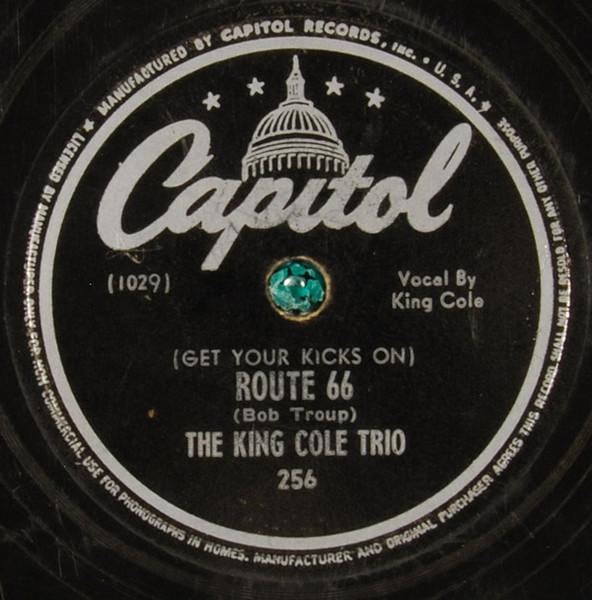 MANUFACTURED BY CAPITOL RECORDS, INC. • U. S. A.
Capitol
(1029)
Vocal By
King Cole
(GET YOUR KICKS ON)
ROUTE 66
(Bob Troup)
THE KING COLE TRIO
256
LICENSED BY MANUFACTURER ONLY FOR NON-COMMERCIAL USE FOR PHONOGRAPHS IN HOMES. MANUFACTURER AND ORIGINAL PURCHASER AGREES THIS RECORD SHALL NOT BE RESOLD FOR ANY OTHER PURPOSE